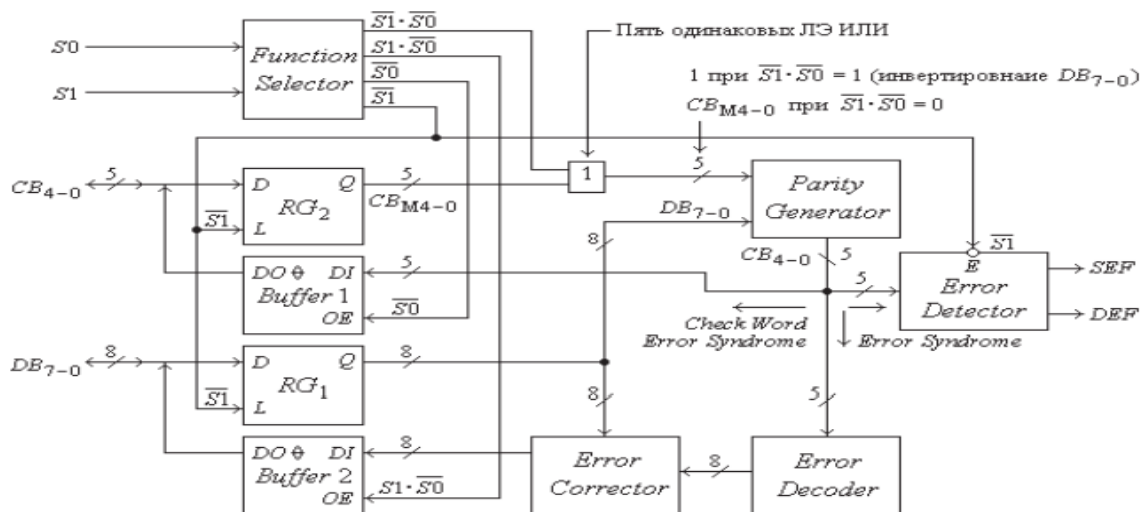 S0
S1
Function
Selector
S̅1̅·S̅0̅
S1·S̅0̅
S̅0̅
S̅1̅
Пять одинаковых ЛЭ ИЛИ
1 при S̅1̅·S̅0̅ = 1 (инвертировнаие DB7-0)
CBM4-0 при S̅1̅·S̅0̅ = 0
CB4-0
5
D
Q
RG2
S̅1̅
L
5
CBM4-0
1
5
Parity
Generator
DB7-0
8
CB4-0
5
DO
DI
Buffer 1
OE
5
S̅0̅
5
S̅1̅
E
Error
Detector
SEF
DEF
Check Word
Error Syndrome
Error Syndrome
DB7-0
8
D
Q
RG1
S̅1̅
L
8
8
5
DO
DI
Buffer 2
OE
8
S1·S̅0̅
Error
Corrector
8
Error
Decoder